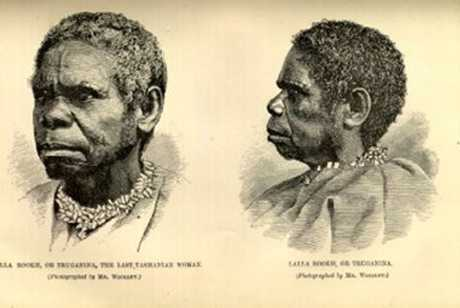 LLA ROOKH, OR TRUGANINA, THE LAST TASMANIAN WOMAN.
(Photographed by MR. WOOLLEY.)
LALLA ROOKH, OR TRUGANINA.
(Photographed by MR. WOOLLEY.)